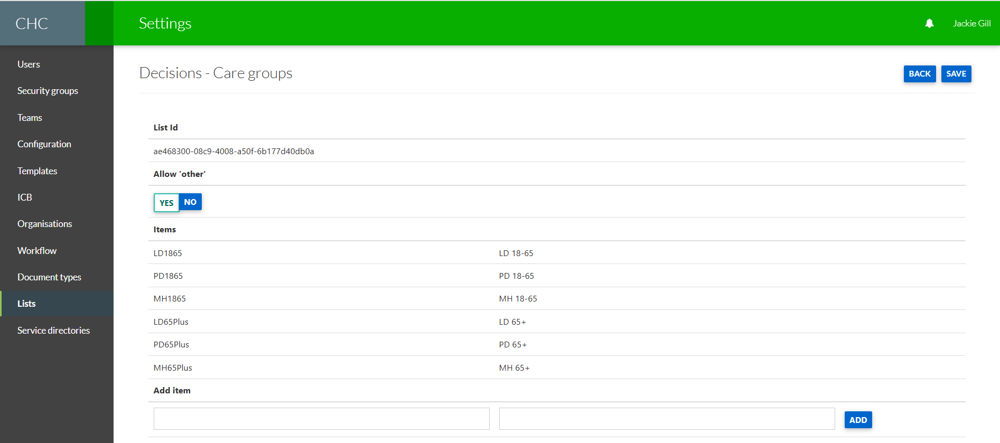 CHC
Settings
Jackie Gill
Users
Security groups
Teams
Configuration
Templates
ICB
Organisations
Workflow
Document types
Lists
Service directories
Decisions - Care groups
BACK SAVE
List Id
ae468300-08c9-4008-a50f-6b177d40db0a
Allow 'other'
YES NO
Items
LD1865 LD 18-65
PD1865 PD 18-65
MH1865 MH 18-65
LD65Plus LD 65+
PD65Plus PD 65+
MH65Plus MH 65+
Add item
ADD